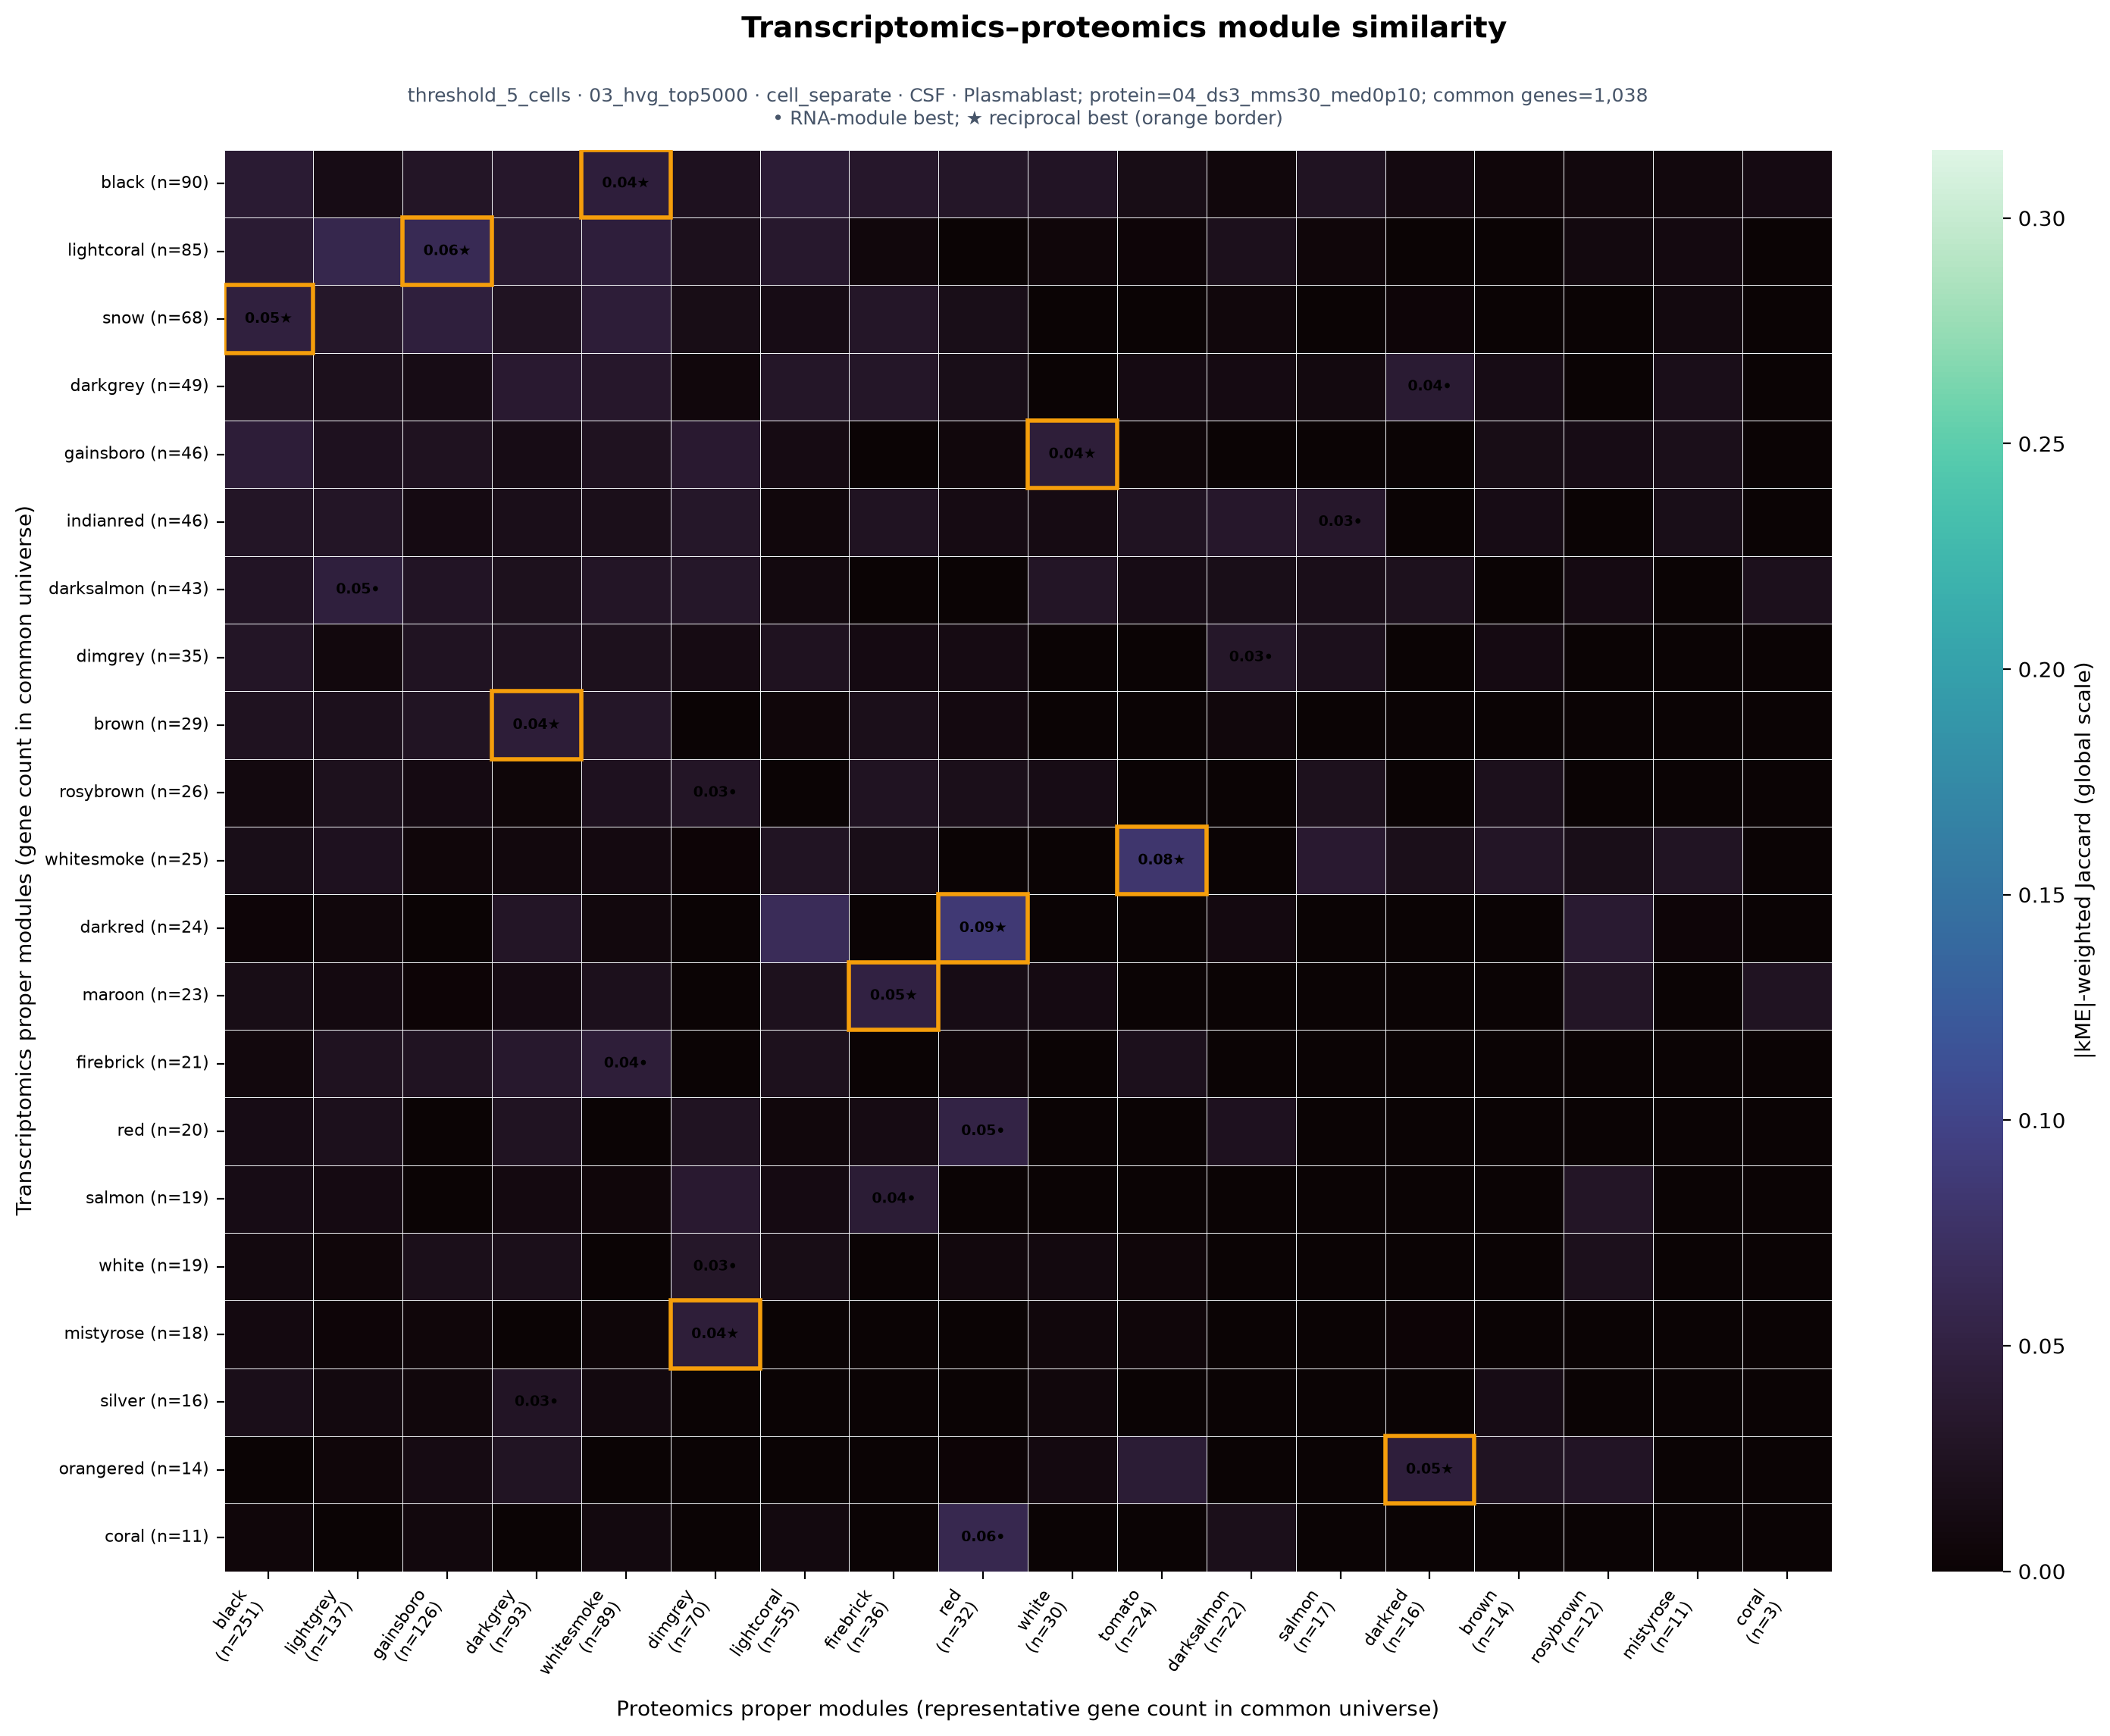 Transcriptomics–proteomics module similarity
threshold_5_cells · 03_hvg_top5000 · cell_separate · CSF · Plasmablast; protein=04_ds3_mms30_med0p10; common genes=1,038
• RNA-module best; ★ reciprocal best (orange border)
Transcriptomics proper modules (gene count in common universe)
black (n=90)
0.04★
lightcoral (n=85)
0.06★
snow (n=68)
0.05★
darkgrey (n=49)
0.04•
gainsboro (n=46)
0.04★
indianred (n=46)
0.03•
darksalmon (n=43)
0.05•
dimgrey (n=35)
0.03•
brown (n=29)
0.04★
rosybrown (n=26)
0.03•
whitesmoke (n=25)
0.08★
darkred (n=24)
0.09★
maroon (n=23)
0.05★
firebrick (n=21)
0.04•
red (n=20)
0.05•
salmon (n=19)
0.04•
white (n=19)
0.03•
mistyrose (n=18)
0.04★
silver (n=16)
0.03•
orangered (n=14)
0.05★
coral (n=11)
0.06•
black
(n=251)
lightgrey
(n=137)
gainsboro
(n=126)
darkgrey
(n=93)
whitesmoke
(n=89)
dimgrey
(n=70)
lightcoral
(n=55)
firebrick
(n=36)
red
(n=32)
white
(n=30)
tomato
(n=24)
darksalmon
(n=22)
salmon
(n=17)
darkred
(n=16)
brown
(n=14)
rosybrown
(n=12)
mistyrose
(n=11)
coral
(n=3)
Proteomics proper modules (representative gene count in common universe)
0.30
0.25
0.20
0.15
0.10
0.05
0.00
|kME|-weighted Jaccard (global scale)